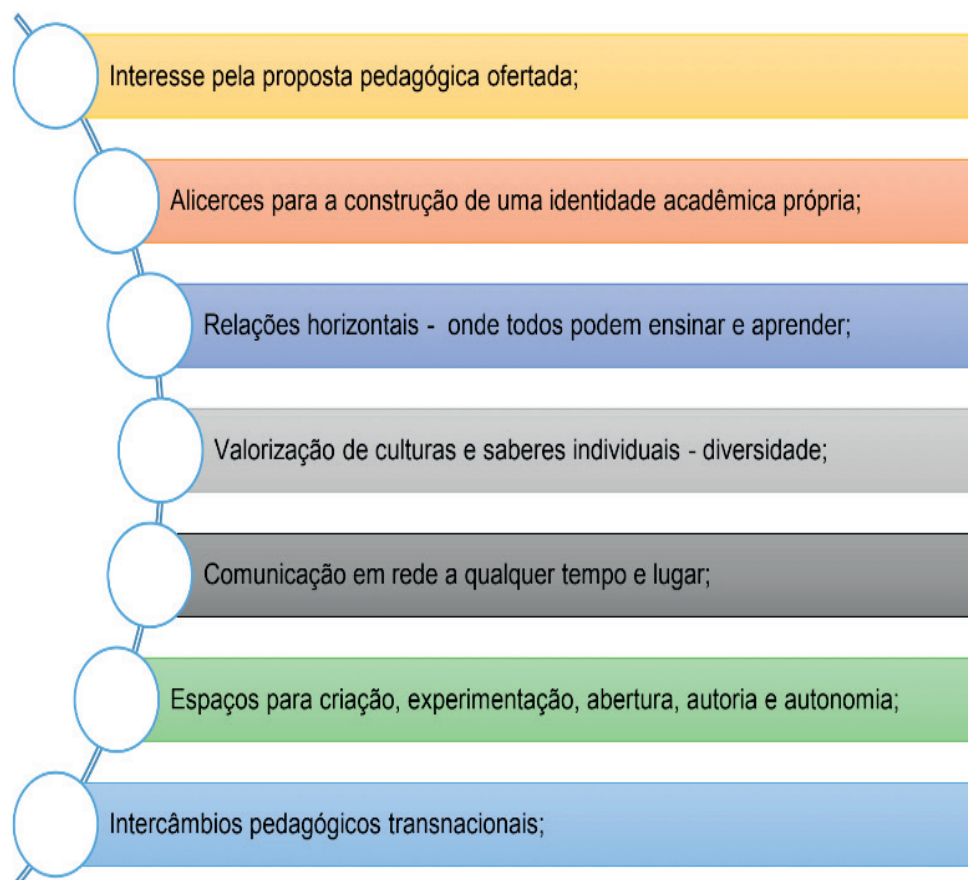 Interesse pela proposta pedagógica ofertada;
Alicerces para a construção de uma identidade acadêmica própria;
Relações horizontais - onde todos podem ensinar e aprender;
Valorização de culturas e saberes individuais - diversidade;
Comunicação em rede a qualquer tempo e lugar;
Espaços para criação, experimentação, abertura, autoria e autonomia;
Intercâmbios pedagógicos transnacionais;